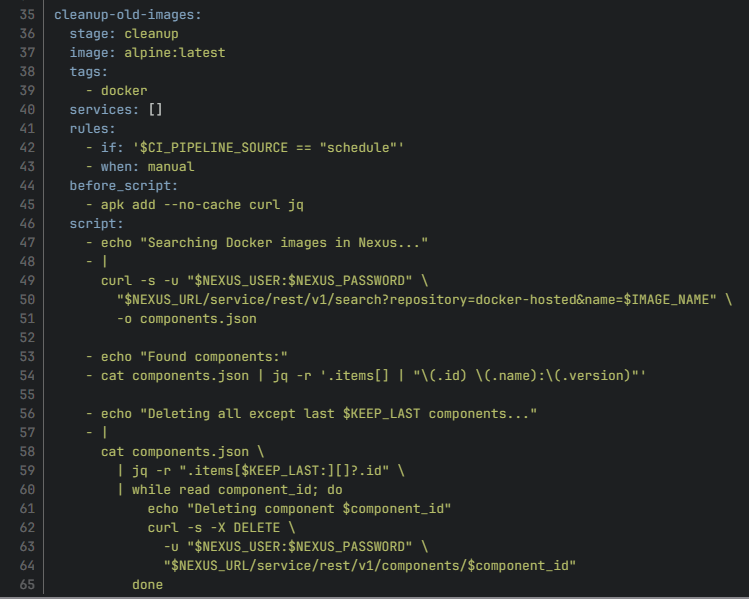 35 cleanup-old-images:
36   stage: cleanup
37   image: alpine:latest
38   tags:
39     - docker
40   services: []
41   rules:
42     - if: '$CI_PIPELINE_SOURCE == "schedule"'
43     - when: manual
44   before_script:
45     - apk add --no-cache curl jq
46   script:
47     - echo "Searching Docker images in Nexus..."
48     - |
49       curl -s -u "$NEXUS_USER:$NEXUS_PASSWORD" \
50         "$NEXUS_URL/service/rest/v1/search?repository=docker-hosted&name=$IMAGE_NAME" \
51         -o components.json
52
53     - echo "Found components:"
54     - cat components.json | jq -r '.items[] | "\(.id) \(.name):\(.version)"'
55
56     - echo "Deleting all except last $KEEP_LAST components..."
57     - |
58       cat components.json \
59         | jq -r ".items[$KEEP_LAST:][]?.id" \
60         | while read component_id; do
61             echo "Deleting component $component_id"
62             curl -s -X DELETE \
63               -u "$NEXUS_USER:$NEXUS_PASSWORD" \
64               "$NEXUS_URL/service/rest/v1/components/$component_id"
65           done